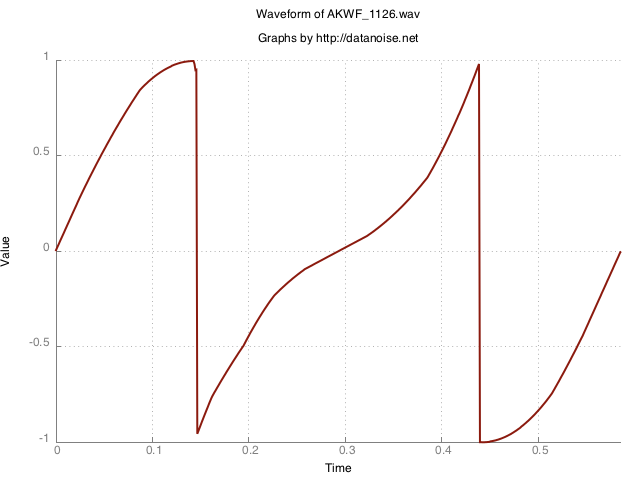 Waveform of AKWF_1126.wav
Graphs by http://datanoise.net
1
0.5
0
-0.5
-1
Value
0 0.1 0.2 0.3 0.4 0.5
Time